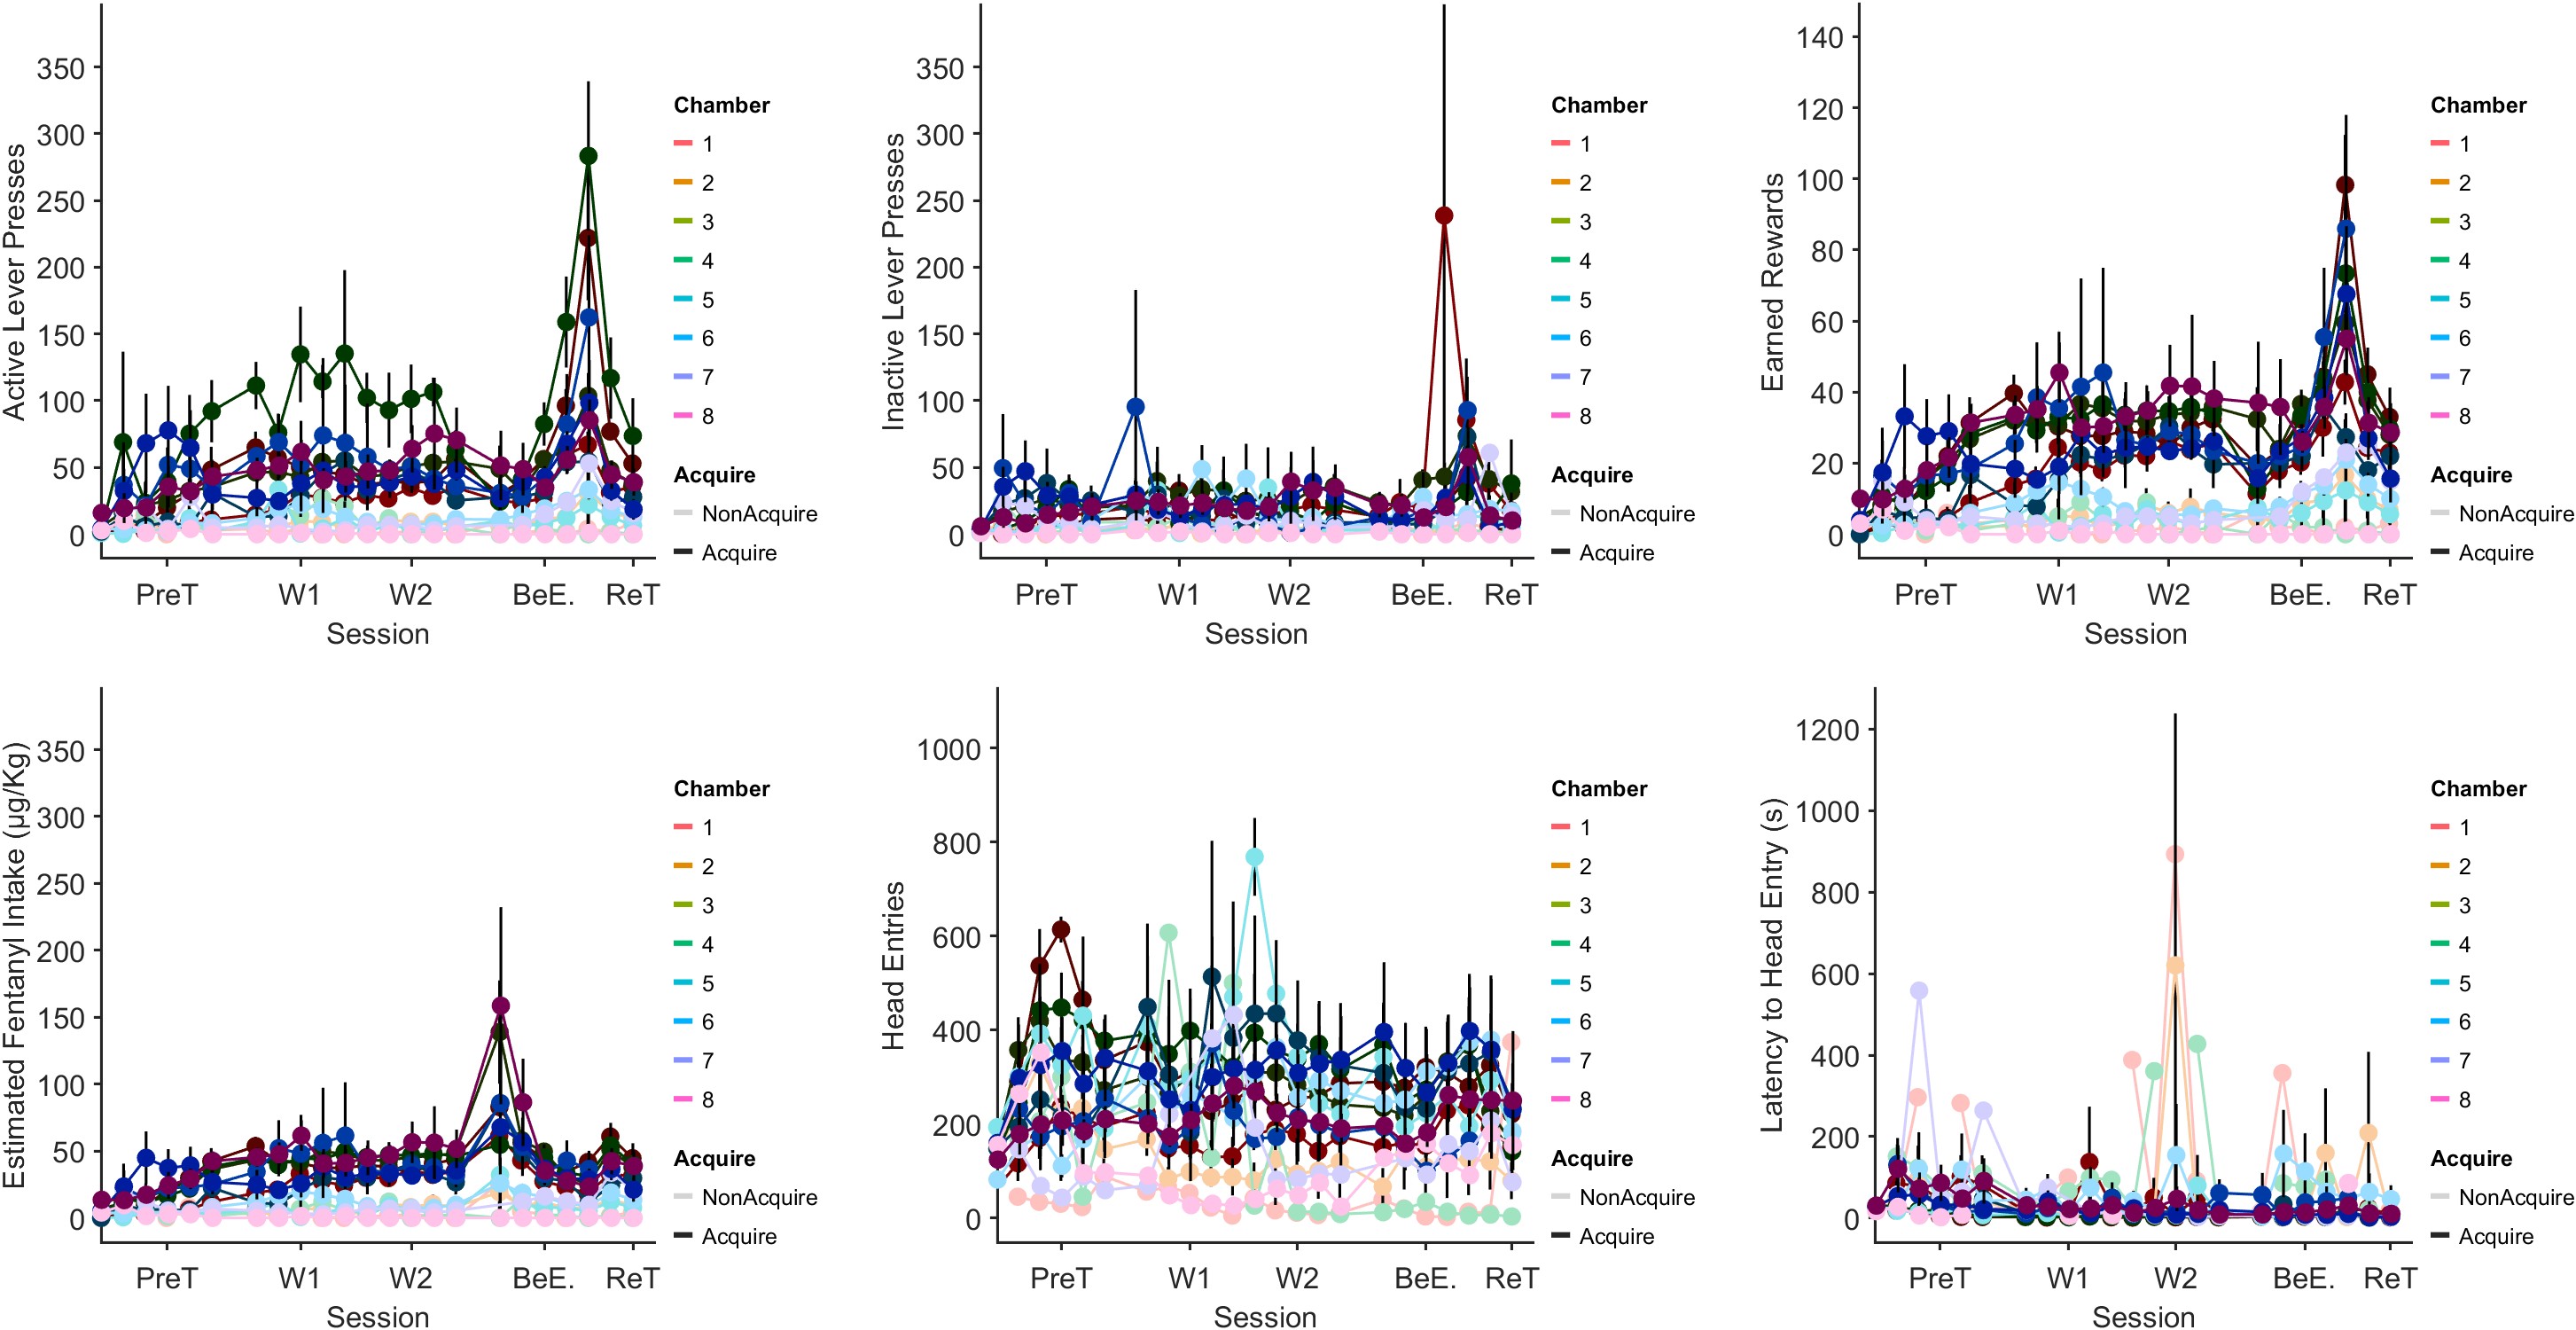 Active Lever Presses
350
300
250
200
150
100
50
0
PreT W1 W2 BeE. ReT
Session
Chamber
1
2
3
4
5
6
7
8
Acquire
NonAcquire
Acquire
Inactive Lever Presses
350
300
250
200
150
100
50
0
PreT W1 W2 BeE. ReT
Session
Chamber
1
2
3
4
5
6
7
8
Acquire
NonAcquire
Acquire
Earned Rewards
140
120
100
80
60
40
20
0
PreT W1 W2 BeE. ReT
Session
Chamber
1
2
3
4
5
6
7
8
Acquire
NonAcquire
Acquire
Estimated Fentanyl Intake (µg/Kg)
350
300
250
200
150
100
50
0
PreT W1 W2 BeE. ReT
Session
Chamber
1
2
3
4
5
6
7
8
Acquire
NonAcquire
Acquire
Head Entries
1000
800
600
400
200
0
PreT W1 W2 BeE. ReT
Session
Chamber
1
2
3
4
5
6
7
8
Acquire
NonAcquire
Acquire
Latency to Head Entry (s)
1200
1000
800
600
400
200
0
PreT W1 W2 BeE. ReT
Session
Chamber
1
2
3
4
5
6
7
8
Acquire
NonAcquire
Acquire